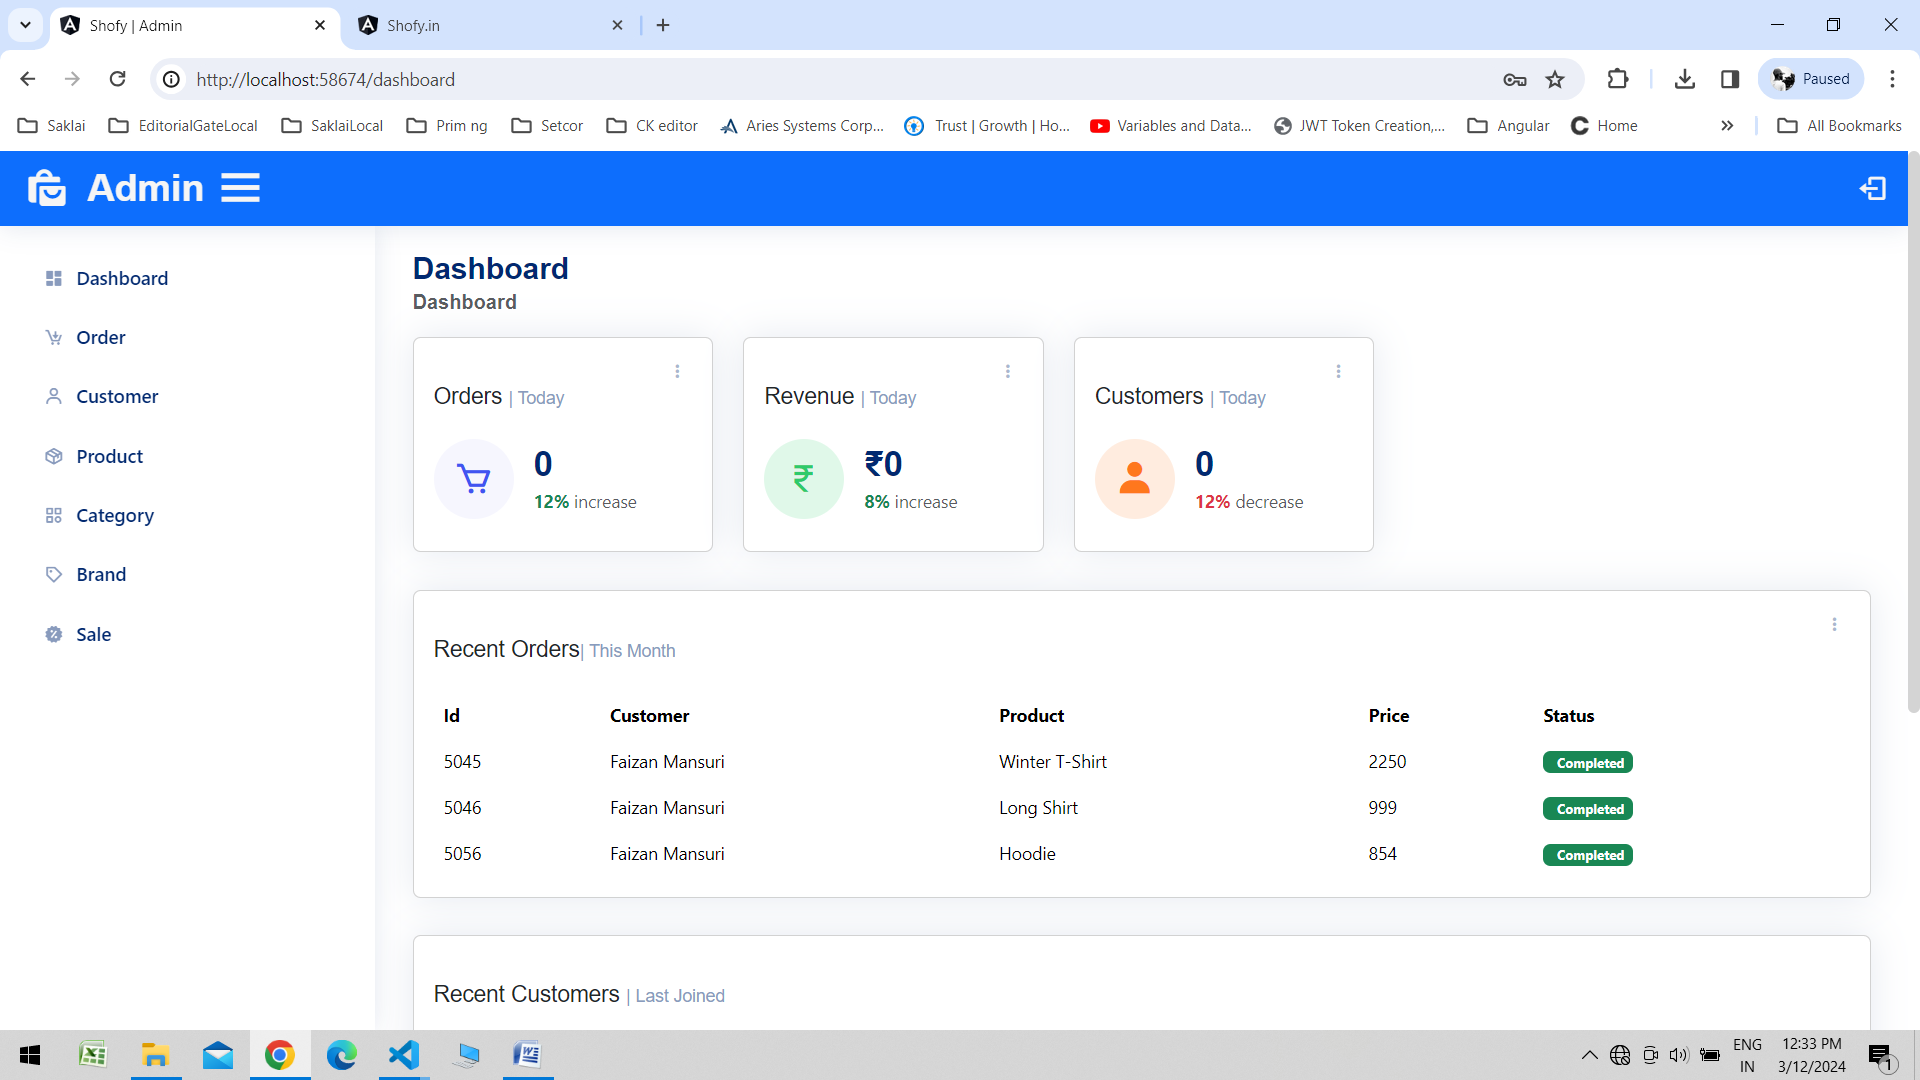 Shofy | Admin
Shofy.in
http://localhost:58674/dashboard
Paused
Saklai
EditorialGateLocal
SaklaiLocal
Prim ng
Setcor
CK editor
Aries Systems Corp...
Trust | Growth | Ho...
Variables and Data...
JWT Token Creation,...
Angular
Home
All Bookmarks
Admin
Dashboard
Order
Customer
Product
Category
Brand
Sale
Dashboard
Dashboard
Orders | Today
0
12% increase
Revenue | Today
₹0
8% increase
Customers | Today
0
12% decrease
Recent Orders| This Month
Id Customer Product Price Status
5045 Faizan Mansuri Winter T-Shirt 2250 Completed
5046 Faizan Mansuri Long Shirt 999 Completed
5056 Faizan Mansuri Hoodie 854 Completed
Recent Customers | Last Joined
ENG
IN
12:33 PM
3/12/2024
1